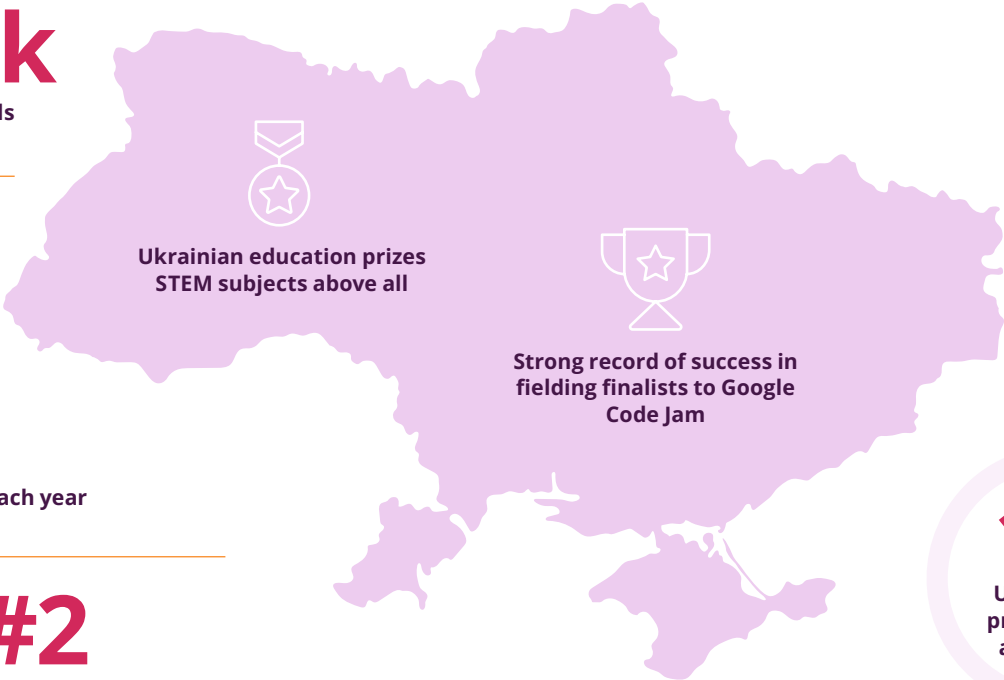 k
ls
Ukrainian education prizes
STEM subjects above all
Strong record of success in
fielding finalists to Google
Code Jam
ach year
#2
U
pr
a